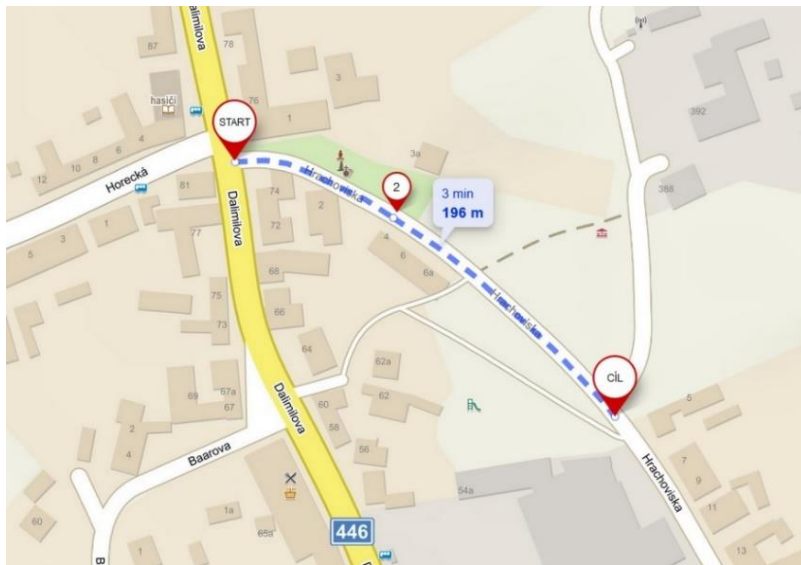 Dalimilova
87
78
hasiči
76
3
1
START
4
6
8
10
12
Horecká
81
Dalimilova
74
Hrachoviska
3a
2
3 min
196 m
392
388
5
3
1
77
72
2
4
6
6a
68
75
73
66
Hrachoviska
64
62a
62
CÍL
69
67a
67
Dalimilova
60
58
56
5
2
4
Baarova
7
9
11
13
Hrachoviska
54a
60
1a
65a
446
1
B
D